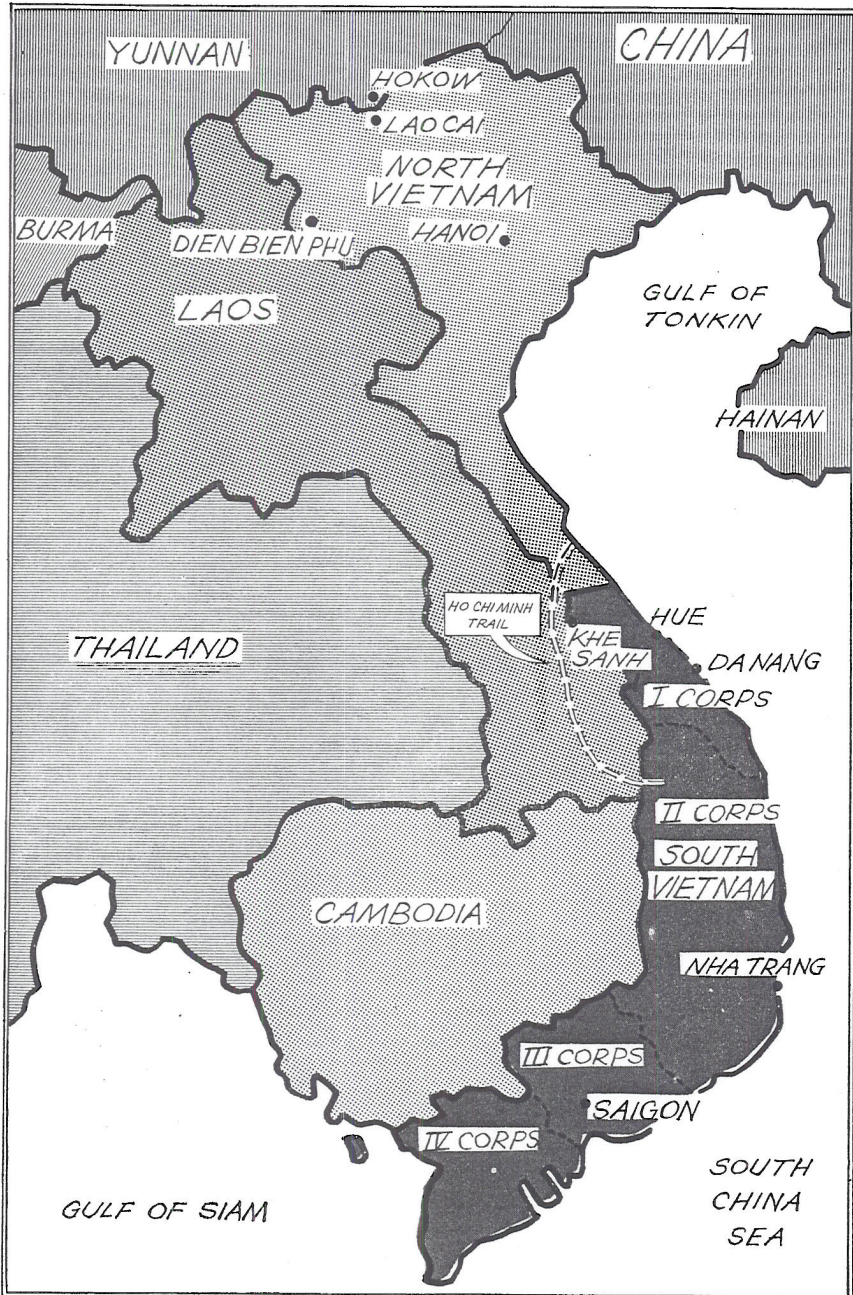 YUNNAN
CHINA
HOKOW
LAO CAI
NORTH
VIETNAM
BURMA
DIEN BIEN PHU
HANOI
LAOS
GULF OF
TONKIN
HAINAN
HO CHI MINH
TRAIL
KHE
SANH
HUE
THAILAND
DA NANG
I CORPS
II CORPS
SOUTH
VIETNAM
CAMBODIA
NHA TRANG
III CORPS
SAIGON
IV CORPS
GULF OF SIAM
SOUTH
CHINA
SEA